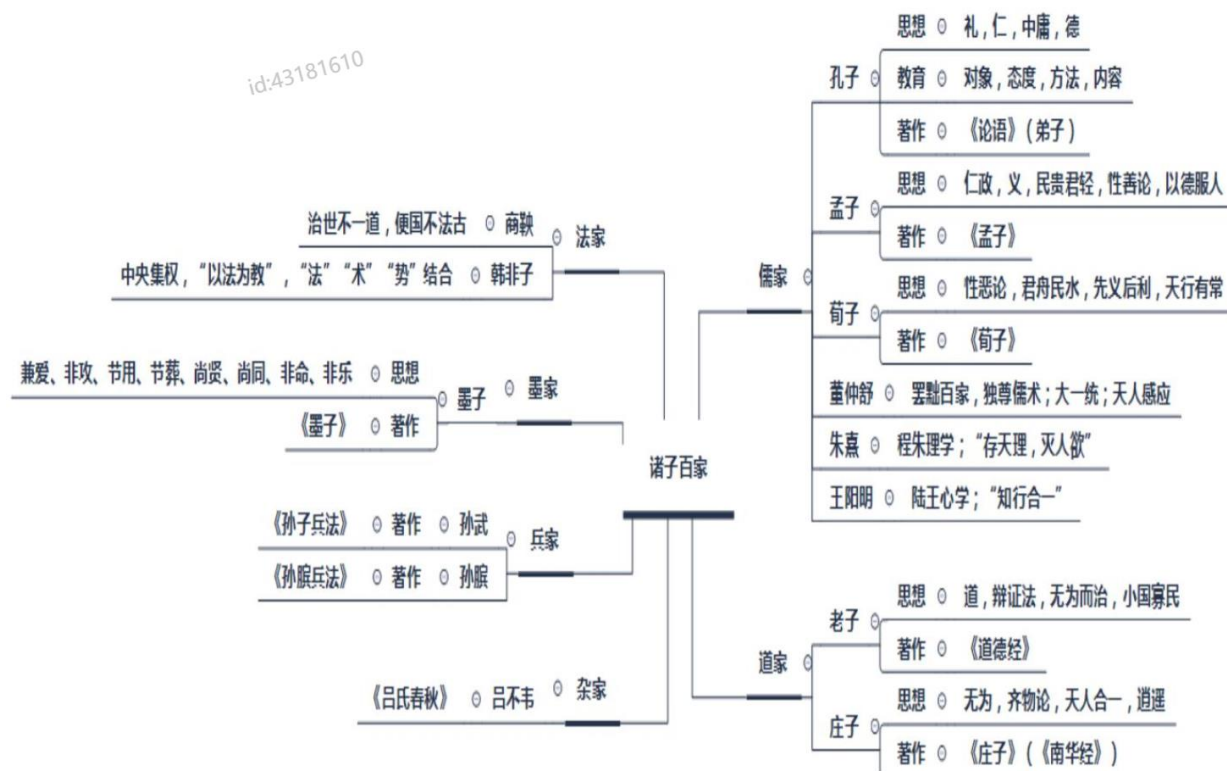 id:43181610
诸子百家
儒家
孔子
思想 礼，仁，中庸，德
教育 对象，态度，方法，内容
著作 《论语》（弟子）
孟子
思想 仁政，义，民贵君轻，性善论，以德服人
著作 《孟子》
荀子
思想 性恶论，君舟民水，先义后利，天行有常
著作 《荀子》
董仲舒 罢黜百家，独尊儒术；大一统；天人感应
朱熹 程朱理学；“存天理，灭人欲”
王阳明 陆王心学；“知行合一”
道家
老子
思想 道，辩证法，无为而治，小国寡民
著作 《道德经》
庄子
思想 无为，齐物论，天人合一，逍遥
著作 《庄子》（《南华经》）
法家
治世不一道，便国不法古 商鞅
中央集权，“以法为教”，“法”“术”“势”结合 韩非子
墨家
墨子
兼爱、非攻、节用、节葬、尚贤、尚同、非命、非乐 思想
《墨子》 著作
兵家
《孙子兵法》 著作 孙武
《孙膑兵法》 著作 孙膑
杂家
《吕氏春秋》 吕不韦